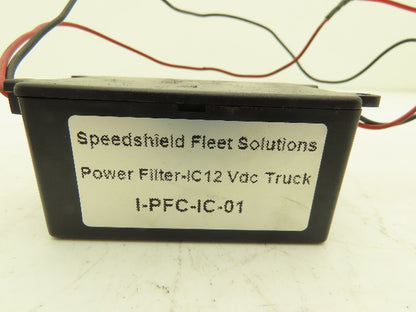 Speedshield Fleet Solutions
Power Filter-IC12 Vdc Truck
I-PFC-IC-01